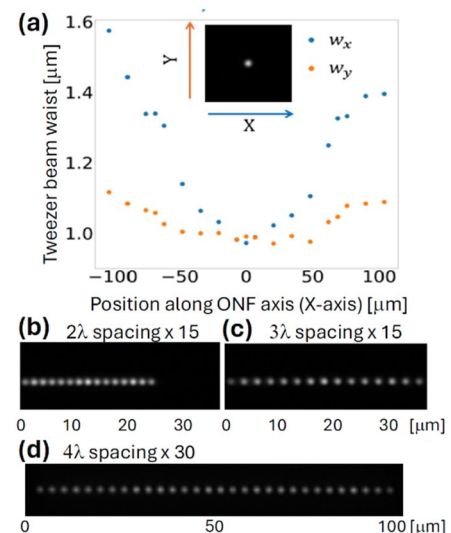 (a)
1.6
1.4
1.2
1.0
Tweezer beam waist [μm]
Y
X
w_x
w_y
−100 −50 0 50 100
Position along ONF axis (X-axis) [μm]
(b) 2λ spacing x 15
0 10 20 30
(c) 3λ spacing x 15
0 10 20 30 [μm]
(d) 4λ spacing x 30
0 50 100 [μm]